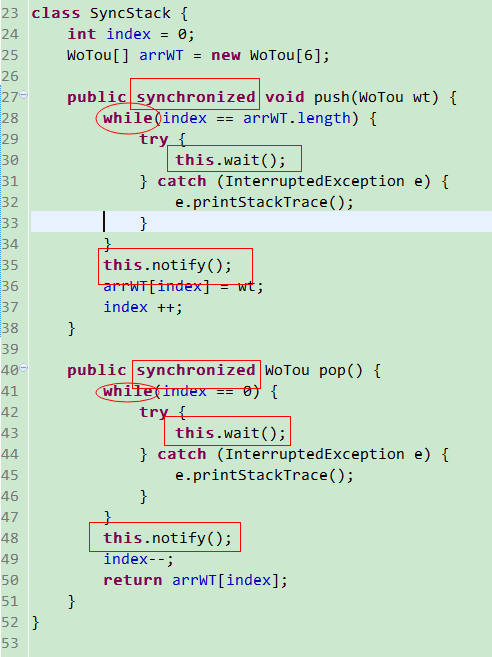 23 class SyncStack {
24     int index = 0;
25     WoTou[] arrWT = new WoTou[6];
26
27     public synchronized void push(WoTou wt) {
28         while(index == arrWT.length) {
29             try {
30                 this.wait();
31             } catch (InterruptedException e) {
32                 e.printStackTrace();
33             }
34         }
35         this.notify();
36         arrWT[index] = wt;
37         index ++;
38     }
39
40     public synchronized WoTou pop() {
41         while(index == 0) {
42             try {
43                 this.wait();
44             } catch (InterruptedException e) {
45                 e.printStackTrace();
46             }
47         }
48         this.notify();
49         index--;
50         return arrWT[index];
51     }
52 }
53